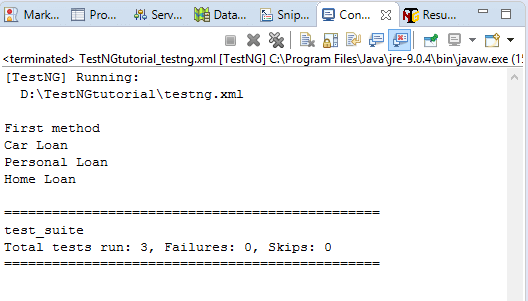 Mark... Pro... Serv... Data... Snip... Con... Resu...
<terminated> TestNGtutorial_testng.xml [TestNG] C:\Program Files\Java\jre-9.0.4\bin\javaw.exe (15
[TestNG] Running:
D:\TestNGtutorial\testng.xml
First method
Car Loan
Personal Loan
Home Loan
===============================================
test_suite
Total tests run: 3, Failures: 0, Skips: 0
===============================================